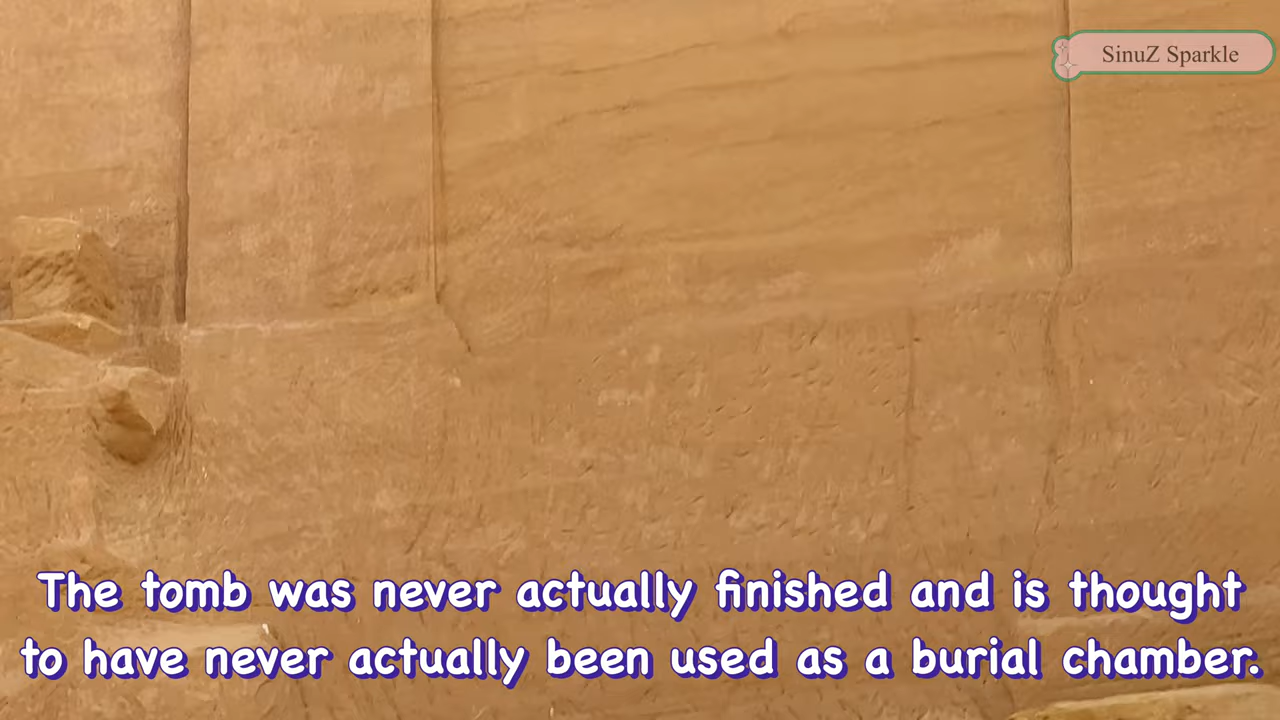 SinuZ Sparkle
The tomb was never actually finished and is thought
to have never actually been used as a burial chamber.